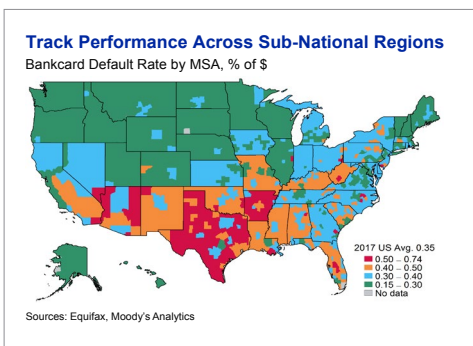 Track Performance Across Sub-National Regions
Bankcard Default Rate by MSA, % of $
2017 US Avg. 0.35
0.50 – 0.74
0.40 – 0.50
0.30 – 0.40
0.15 – 0.30
No data
Sources: Equifax, Moody's Analytics